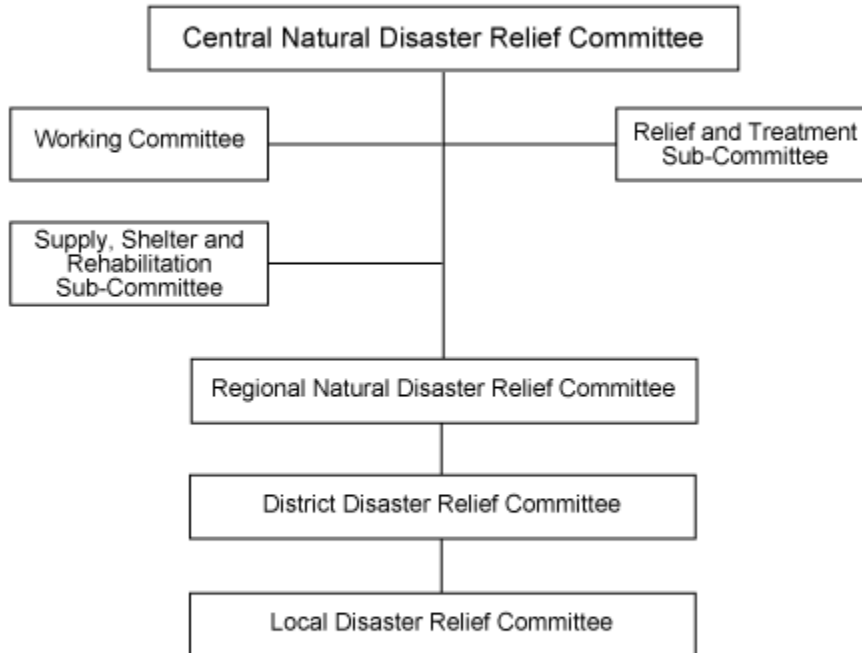 Central Natural Disaster Relief Committee
Working Committee
Relief and Treatment
Sub-Committee
Supply, Shelter and
Rehabilitation
Sub-Committee
Regional Natural Disaster Relief Committee
District Disaster Relief Committee
Local Disaster Relief Committee